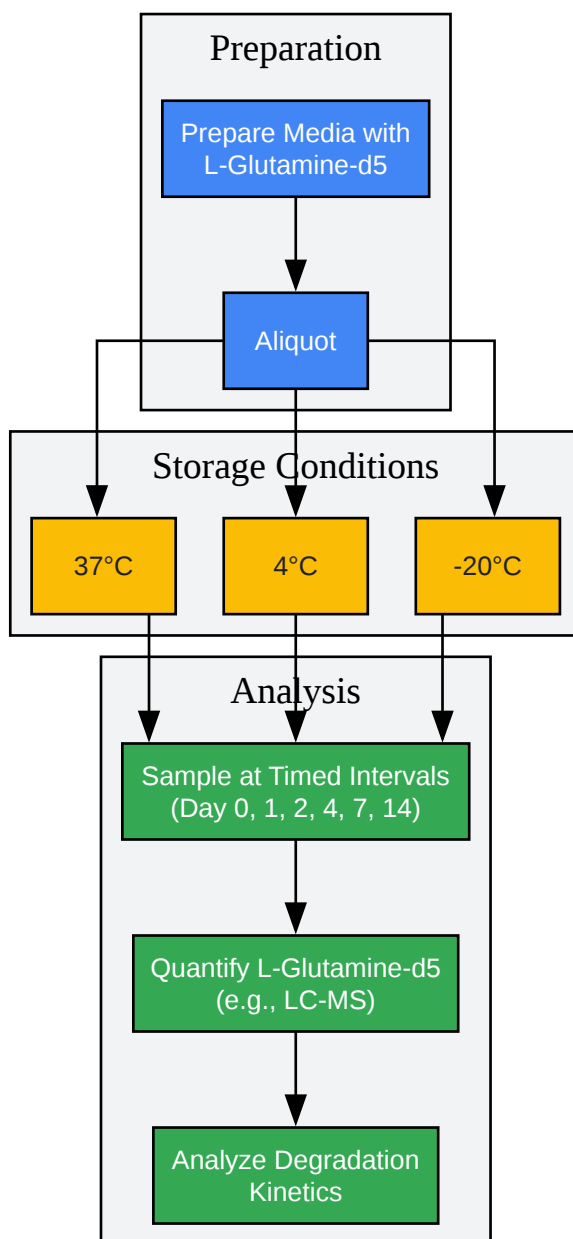 Preparation
Prepare Media with
L-Glutamine-d5
Aliquot
Storage Conditions
37°C
4°C
-20°C
Analysis
Sample at Timed Intervals
(Day 0, 1, 2, 4, 7, 14)
Quantify L-Glutamine-d5
(e.g., LC-MS)
Analyze Degradation
Kinetics